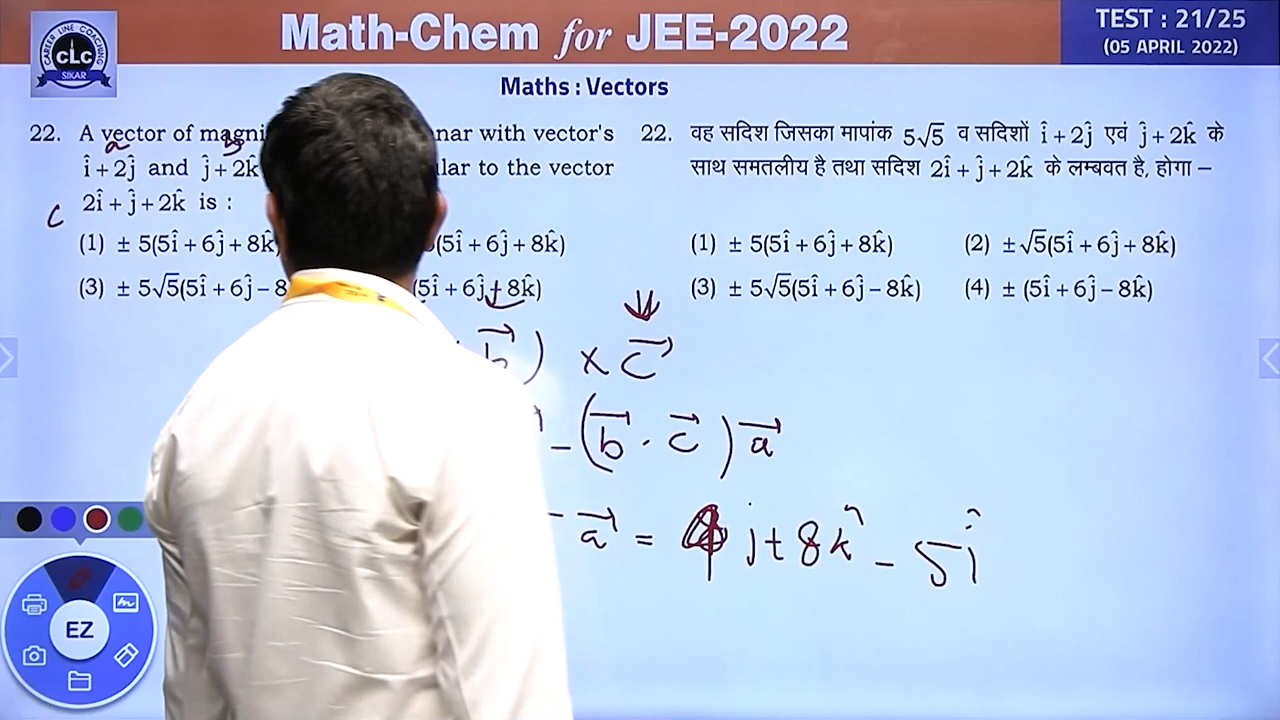 Math-Chem for JEE-2022
TEST : 21/25
(05 APRIL 2022)
CAREER LINE COACHING
CLC
SIKAR
Maths : Vectors
22. A vector of magni nar with vector's
î + 2ĵ and ĵ + 2k̂ lar to the vector
2î + ĵ + 2k̂ is :
a
b
c
(1) ± 5(5î + 6ĵ + 8k̂ (5î + 6ĵ + 8k̂)
(3) ± 5√5(5î + 6ĵ − 8 (5î + 6ĵ − 8k̂)
22. वह सदिश जिसका मापांक 5√5 व सदिशों î + 2ĵ एवं ĵ + 2k̂ के
साथ समतलीय है तथा सदिश 2î + ĵ + 2k̂ के लम्बवत है, होगा −
(1) ± 5(5î + 6ĵ + 8k̂) (2) ± √5(5î + 6ĵ + 8k̂)
(3) ± 5√5(5î + 6ĵ − 8k̂) (4) ± (5î + 6ĵ − 8k̂)
b⃗) × c⃗
− (b⃗ · c⃗) a⃗
a⃗ = j + 8k̂ − 5î
EZ